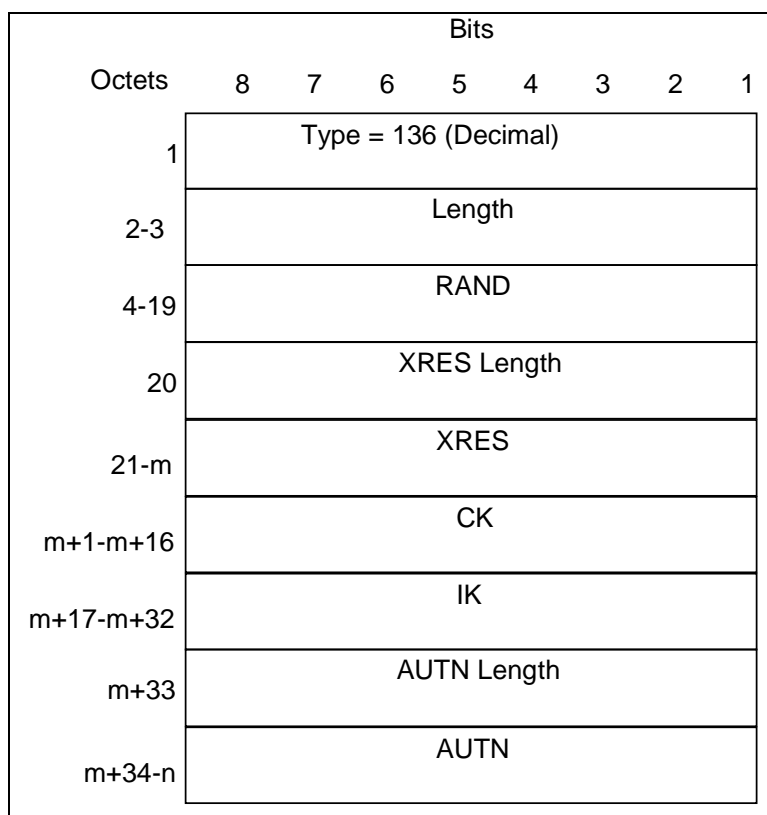 Bits
Octets 8 7 6 5 4 3 2 1
1 Type = 136 (Decimal)
2-3 Length
4-19 RAND
20 XRES Length
21-m XRES
m+1-m+16 CK
m+17-m+32 IK
m+33 AUTN Length
m+34-n AUTN